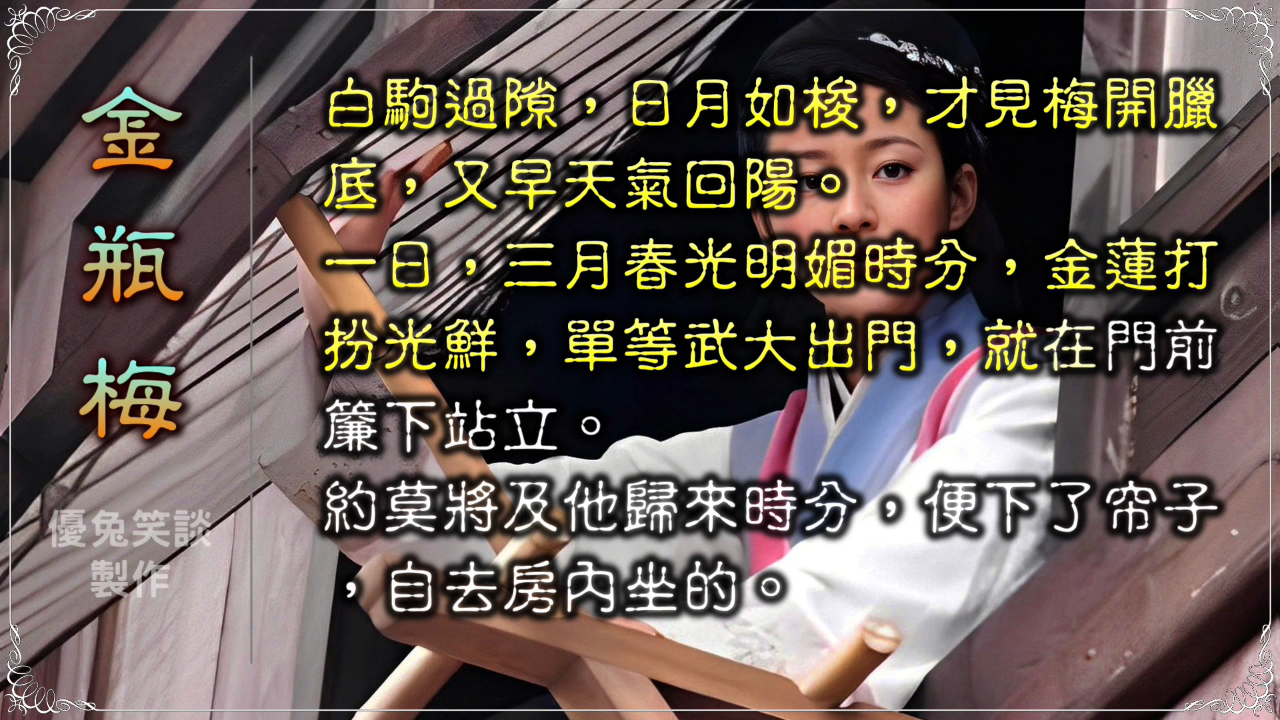 金瓶梅
優兔笑談
製作
白駒過隙，日月如梭，才見梅開臘
底，又早天氣回陽。
一日，三月春光明媚時分，金蓮打
扮光鮮，單等武大出門，就在門前
簾下站立。
約莫將及他歸來時分，便下了帘子
，自去房內坐的。